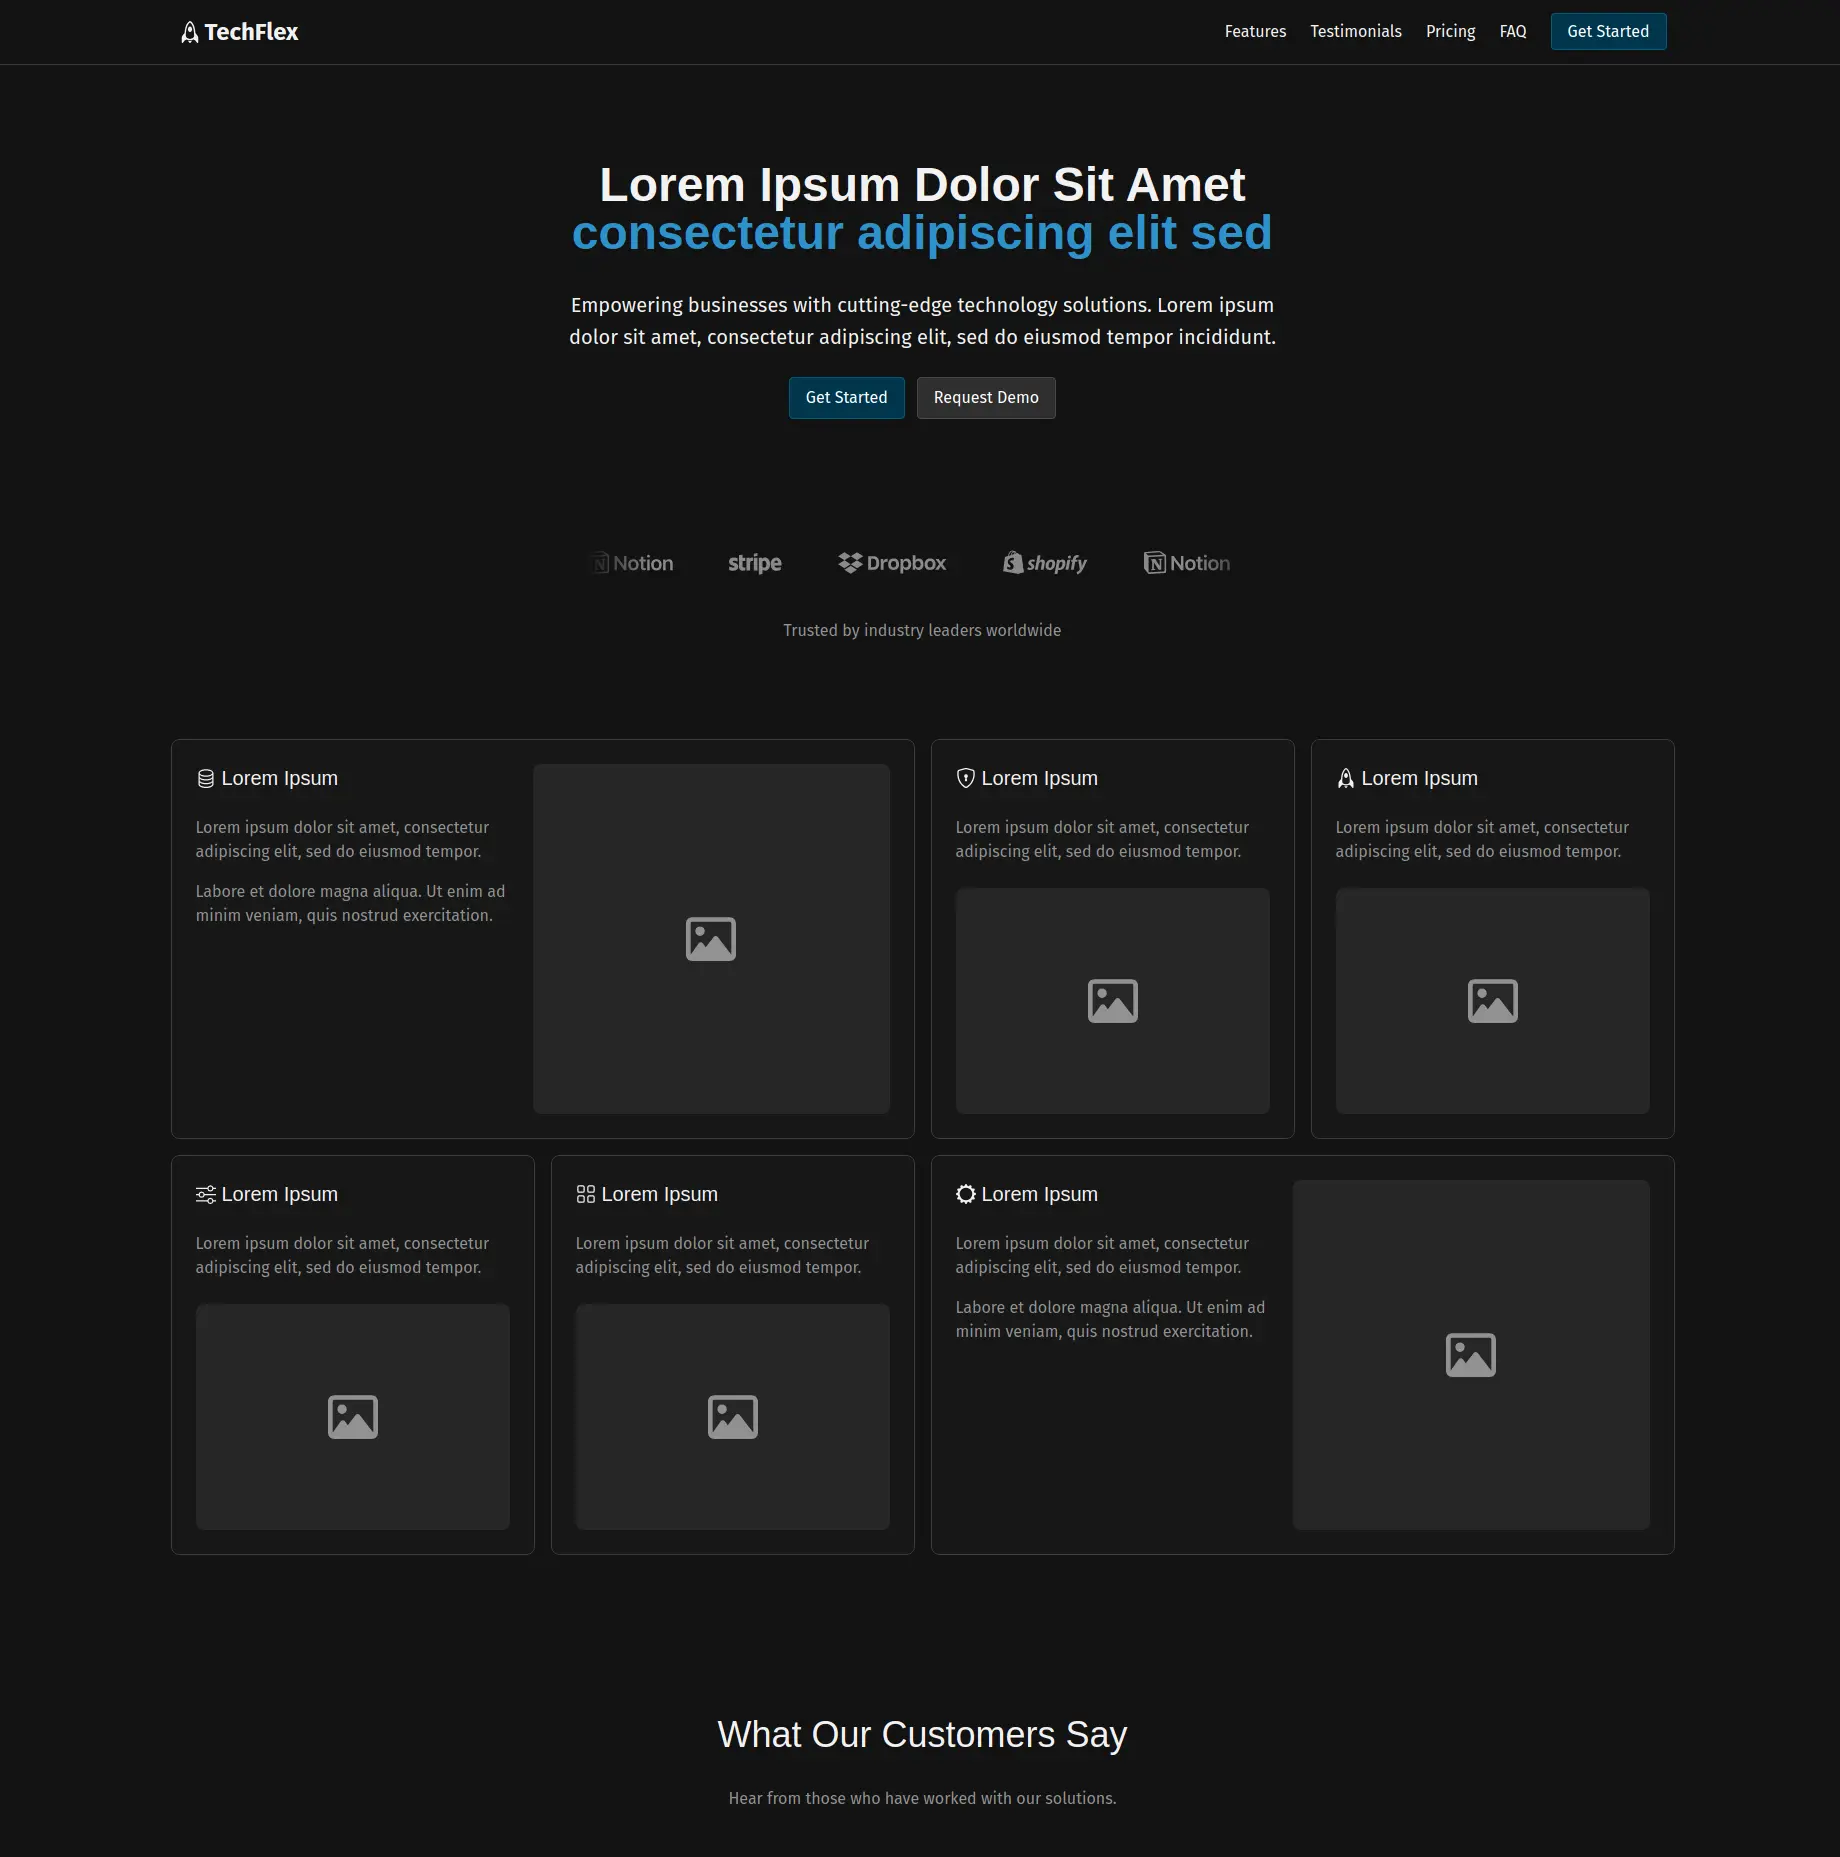 TechFlex
Features Testimonials Pricing FAQ Get Started
Lorem Ipsum Dolor Sit Amet
consectetur adipiscing elit sed
Empowering businesses with cutting-edge technology solutions. Lorem ipsum
dolor sit amet, consectetur adipiscing elit, sed do eiusmod tempor incididunt.
Get Started Request Demo
Notion stripe Dropbox shopify Notion
Trusted by industry leaders worldwide
Lorem Ipsum
Lorem ipsum dolor sit amet, consectetur
adipiscing elit, sed do eiusmod tempor.
Labore et dolore magna aliqua. Ut enim ad
minim veniam, quis nostrud exercitation.
Lorem Ipsum
Lorem ipsum dolor sit amet, consectetur
adipiscing elit, sed do eiusmod tempor.
Lorem Ipsum
Lorem ipsum dolor sit amet, consectetur
adipiscing elit, sed do eiusmod tempor.
Lorem Ipsum
Lorem ipsum dolor sit amet, consectetur
adipiscing elit, sed do eiusmod tempor.
Lorem Ipsum
Lorem ipsum dolor sit amet, consectetur
adipiscing elit, sed do eiusmod tempor.
Lorem Ipsum
Lorem ipsum dolor sit amet, consectetur
adipiscing elit, sed do eiusmod tempor.
Labore et dolore magna aliqua. Ut enim ad
minim veniam, quis nostrud exercitation.
What Our Customers Say
Hear from those who have worked with our solutions.